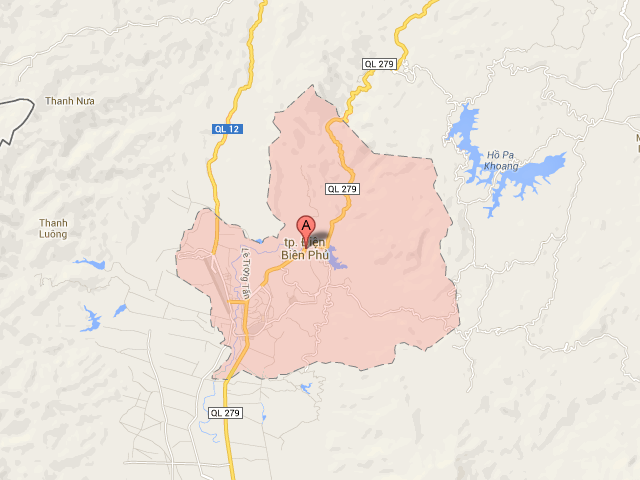 QL 279
Thanh Nưa
QL 12
Hồ Pa
Khoang
QL 279
Thanh
Luông
A
tp. Điện
Biên Phủ
Lê Trọng Tấn
QL 279